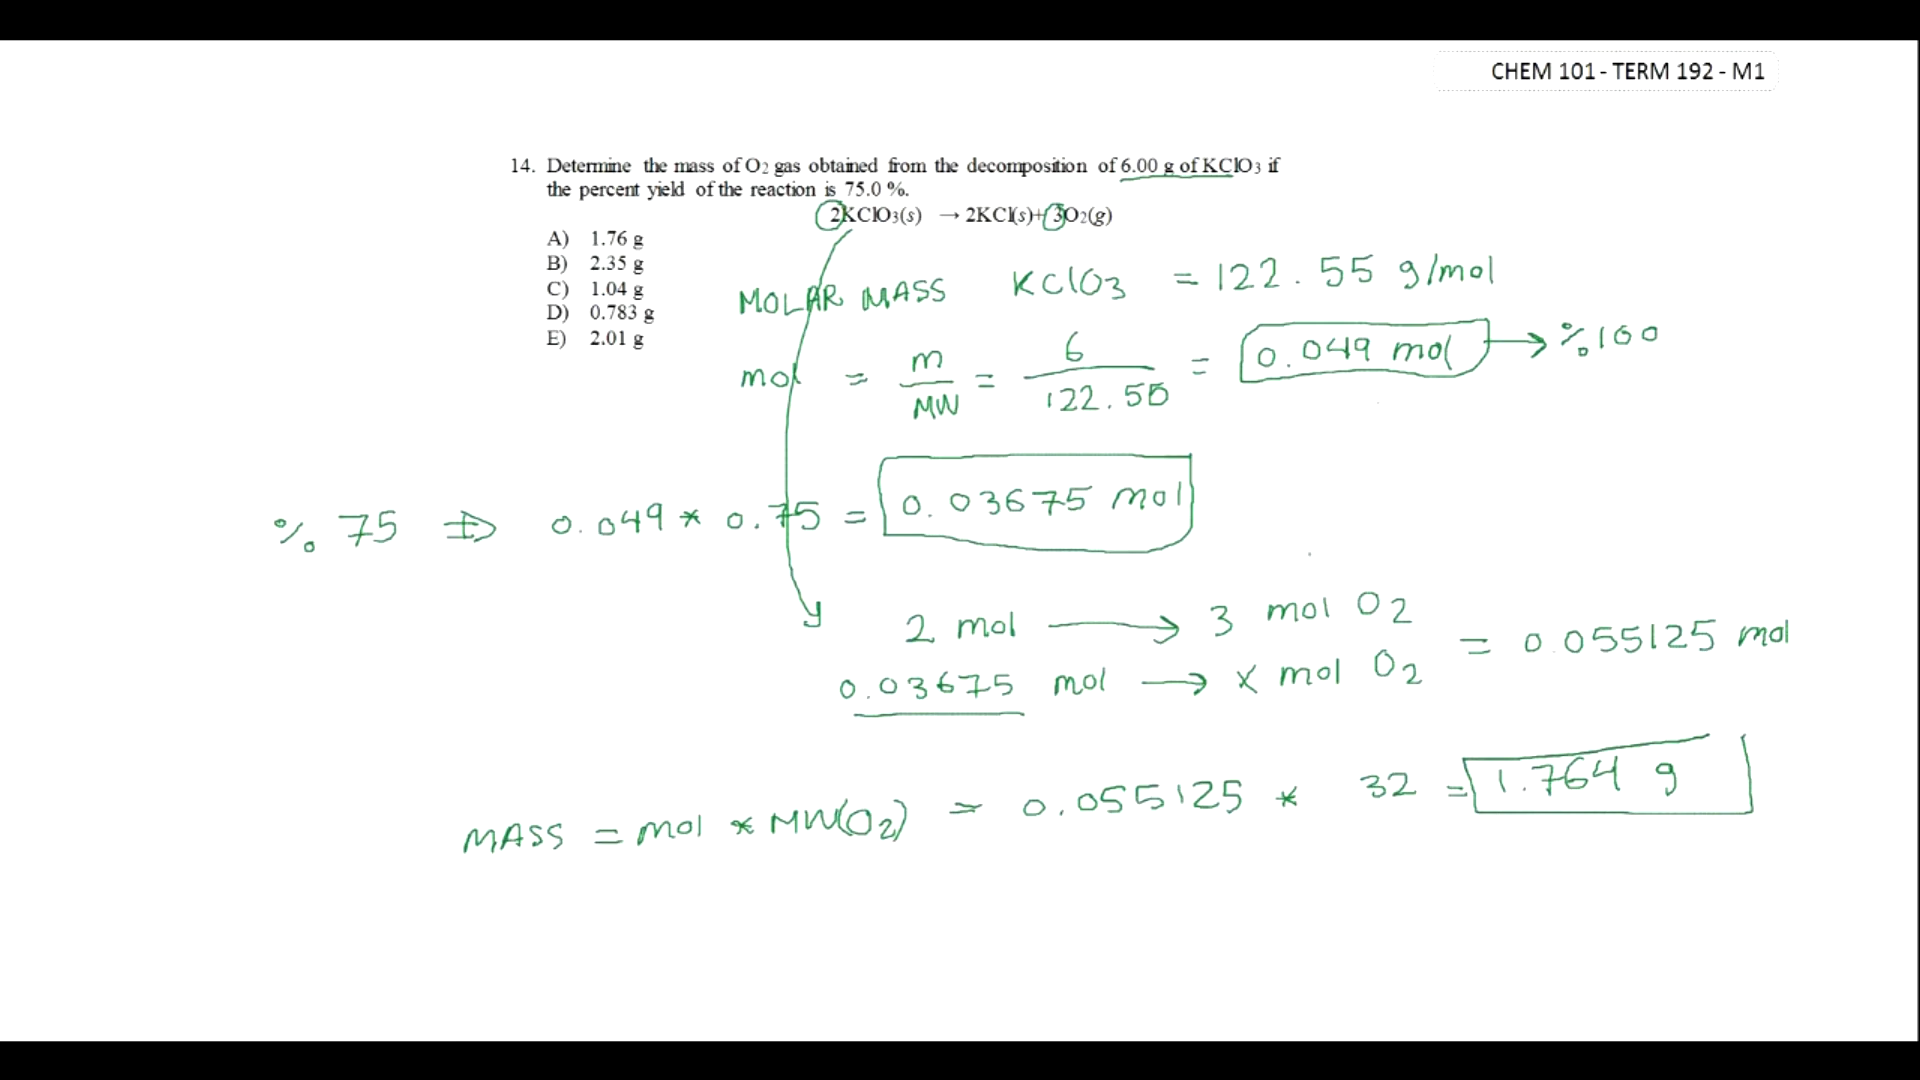 CHEM 101 - TERM 192 - M1
14. Determine the mass of O2 gas obtained from the decomposition of 6.00 g of KClO3 if
the percent yield of the reaction is 75.0 %.
2KClO3(s) → 2KCl(s)+ 3O2(g)
A) 1.76 g
B) 2.35 g
C) 1.04 g
D) 0.783 g
E) 2.01 g
MOLAR MASS KClO3 = 122.55 g/mol
mol = m/MW = 6/122.55 = 0.049 mol → %100
%75 ⇒ 0.049 * 0.75 = 0.03675 mol
2 mol → 3 mol O2
0.03675 mol → x mol O2 = 0.055125 mol
MASS = mol * MW(O2) = 0.055125 * 32 = 1.764 g